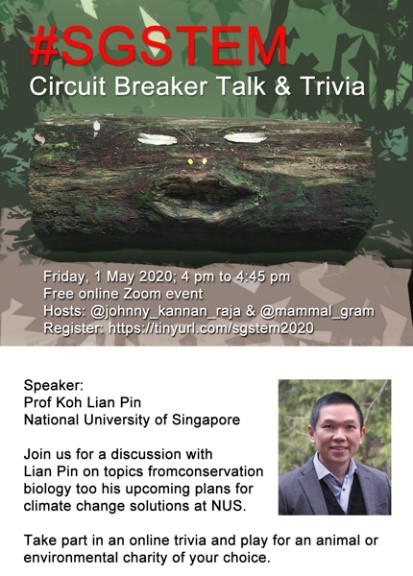 #SGSTEM
Circuit Breaker Talk & Trivia
Friday, 1 May 2020; 4 pm to 4:45 pm
Free online Zoom event
Hosts: @johnny_kannan_raja & @mammal_gram
Register: https://tinyurl.com/sgstem2020
Speaker:
Prof Koh Lian Pin
National University of Singapore
Join us for a discussion with
Lian Pin on topics fromconservation
biology too his upcoming plans for
climate change solutions at NUS.
Take part in an online trivia and play for an animal or
environmental charity of your choice.